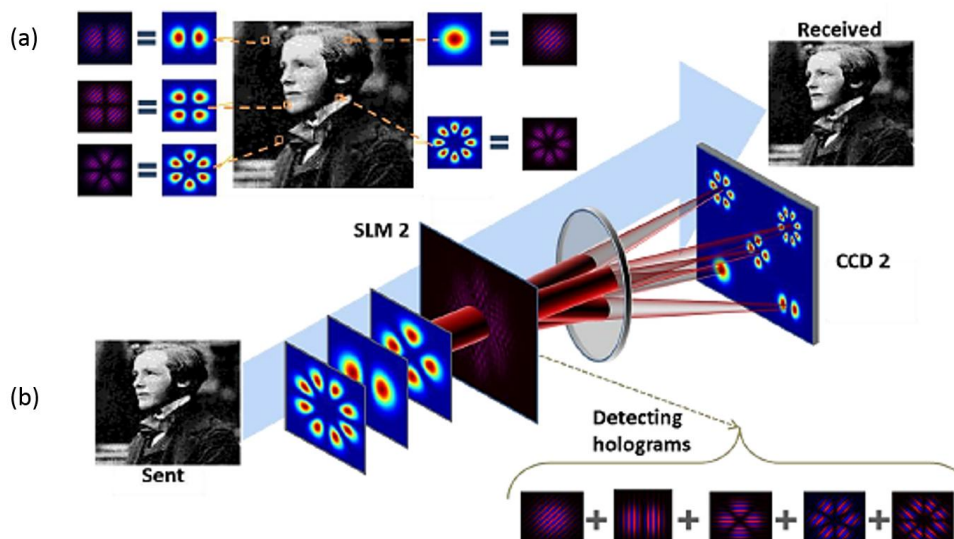 (a)
Received
SLM 2
CCD 2
(b)
Detecting
holograms
Sent